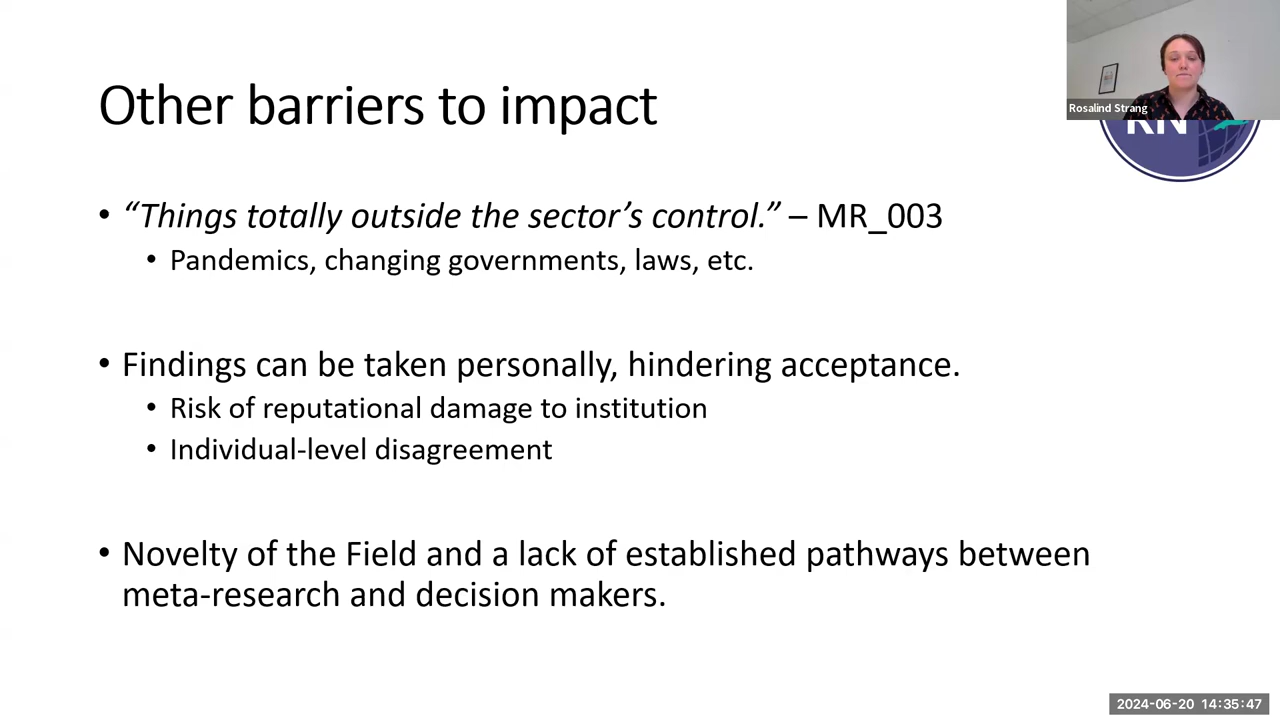 Other barriers to impact
Rosalind Strang
RN
• “Things totally outside the sector’s control.” – MR_003
• Pandemics, changing governments, laws, etc.
• Findings can be taken personally, hindering acceptance.
• Risk of reputational damage to institution
• Individual-level disagreement
• Novelty of the Field and a lack of established pathways between
meta-research and decision makers.
2024-06-20 14:35:47